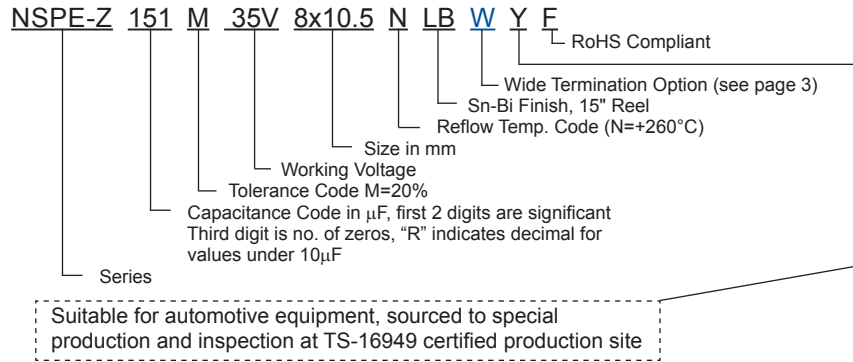 NSPE-Z 151 M 35V 8x10.5 N LB W Y F
RoHS Compliant
Wide Termination Option (see page 3)
Sn-Bi Finish, 15" Reel
Reflow Temp. Code (N=+260°C)
Size in mm
Working Voltage
Tolerance Code M=20%
Capacitance Code in μF, first 2 digits are significant
Third digit is no. of zeros, “R” indicates decimal for
values under 10μF
Series
Suitable for automotive equipment, sourced to special
production and inspection at TS-16949 certified production site